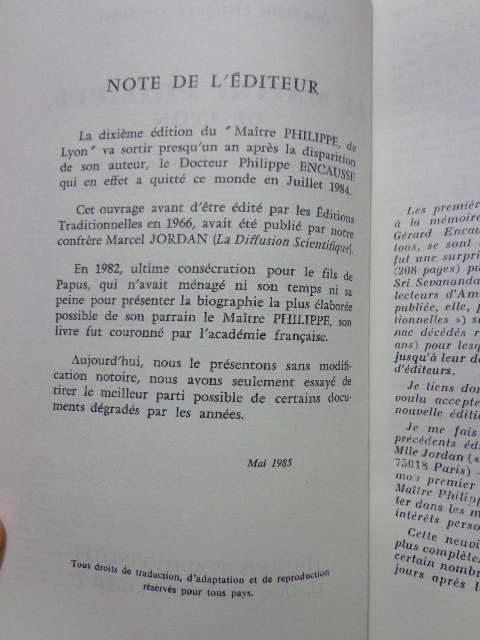 NOTE DE L'ÉDITEUR
La dixième édition du "Maître PHILIPPE, de
Lyon" va sortir presqu'un an après la disparition
de son auteur, le Docteur Philippe ENCAUSSE
qui en effet a quitté ce monde en Juillet 1984.
Cet ouvrage avant d'être édité par les Éditions
Traditionnelles en 1966, avait été publié par notre
confrère Marcel JORDAN (La Diffusion Scientifique).
En 1982, ultime consécration pour le fils de
Papus, qui n'avait ménagé ni son temps ni sa
peine pour présenter la biographie la plus élaborée
possible de son parrain le Maître PHILIPPE, son
livre fut couronné par l'académie française.
Aujourd'hui, nous le présentons sans modifi-
cation notoire, nous avons seulement essayé de
tirer le meilleur parti possible de certains docu-
ments dégradés par les années.
Mai 1985
Tous droits de traduction, d'adaptation et de reproduction
réservés pour tous pays.
Les premièr
à la mémoire
Gérard Encau
tous, se sont
fut une surpri
(208 pages) pu
Sri Sevananda
lecteurs d'Am
publiée, elle, p
tionnelles ») si
nac décédés r
ans) pour lesq
jusqu'à leur d
d'éditeurs.
Je tiens don
voulu accepte
nouvelle éditio
Je me fais
précédents éd
Mlle Jordan («
75018 Paris) -
mon premier
Maître Philipp
ter dans les m
intérêts perso
Cette neuvi
plus complète.
certain nombr
jours après l